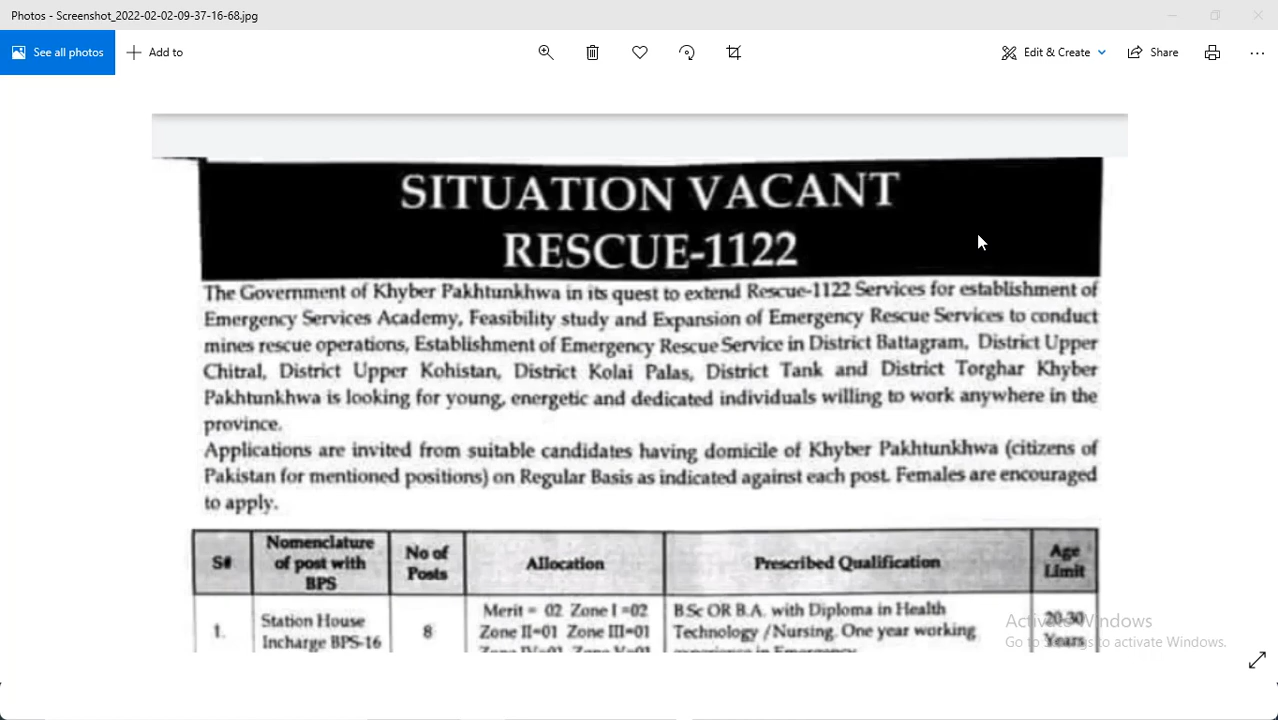 Photos - Screenshot_2022-02-02-09-37-16-68.jpg
See all photos
Add to
Edit & Create
Share
SITUATION VACANT
RESCUE-1122
The Government of Khyber Pakhtunkhwa in its quest to extend Rescue-1122 Services for establishment of
Emergency Services Academy, Feasibility study and Expansion of Emergency Rescue Services to conduct
mines rescue operations, Establishment of Emergency Rescue Service in District Battagram, District Upper
Chitral, District Upper Kohistan, District Kolai Palas, District Tank and District Torghar Khyber
Pakhtunkhwa is looking for young, energetic and dedicated individuals willing to work anywhere in the
province.
Applications are invited from suitable candidates having domicile of Khyber Pakhtunkhwa (citizens of
Pakistan for mentioned positions) on Regular Basis as indicated against each post. Females are encouraged
to apply.
S#
Nomenclature
of post with
BPS
No of
Posts
Allocation
Prescribed Qualification
Age
Limit
1.
Station House
Incharge BPS-16
8
Merit = 02 Zone I =02
Zone II=01 Zone III=01
Zone IV=01 Zone V=01
B.Sc OR B.A. with Diploma in Health
Technology /Nursing. One year working
experience in Emergency
20-30
Years
Activate Windows
Go to Settings to activate Windows.